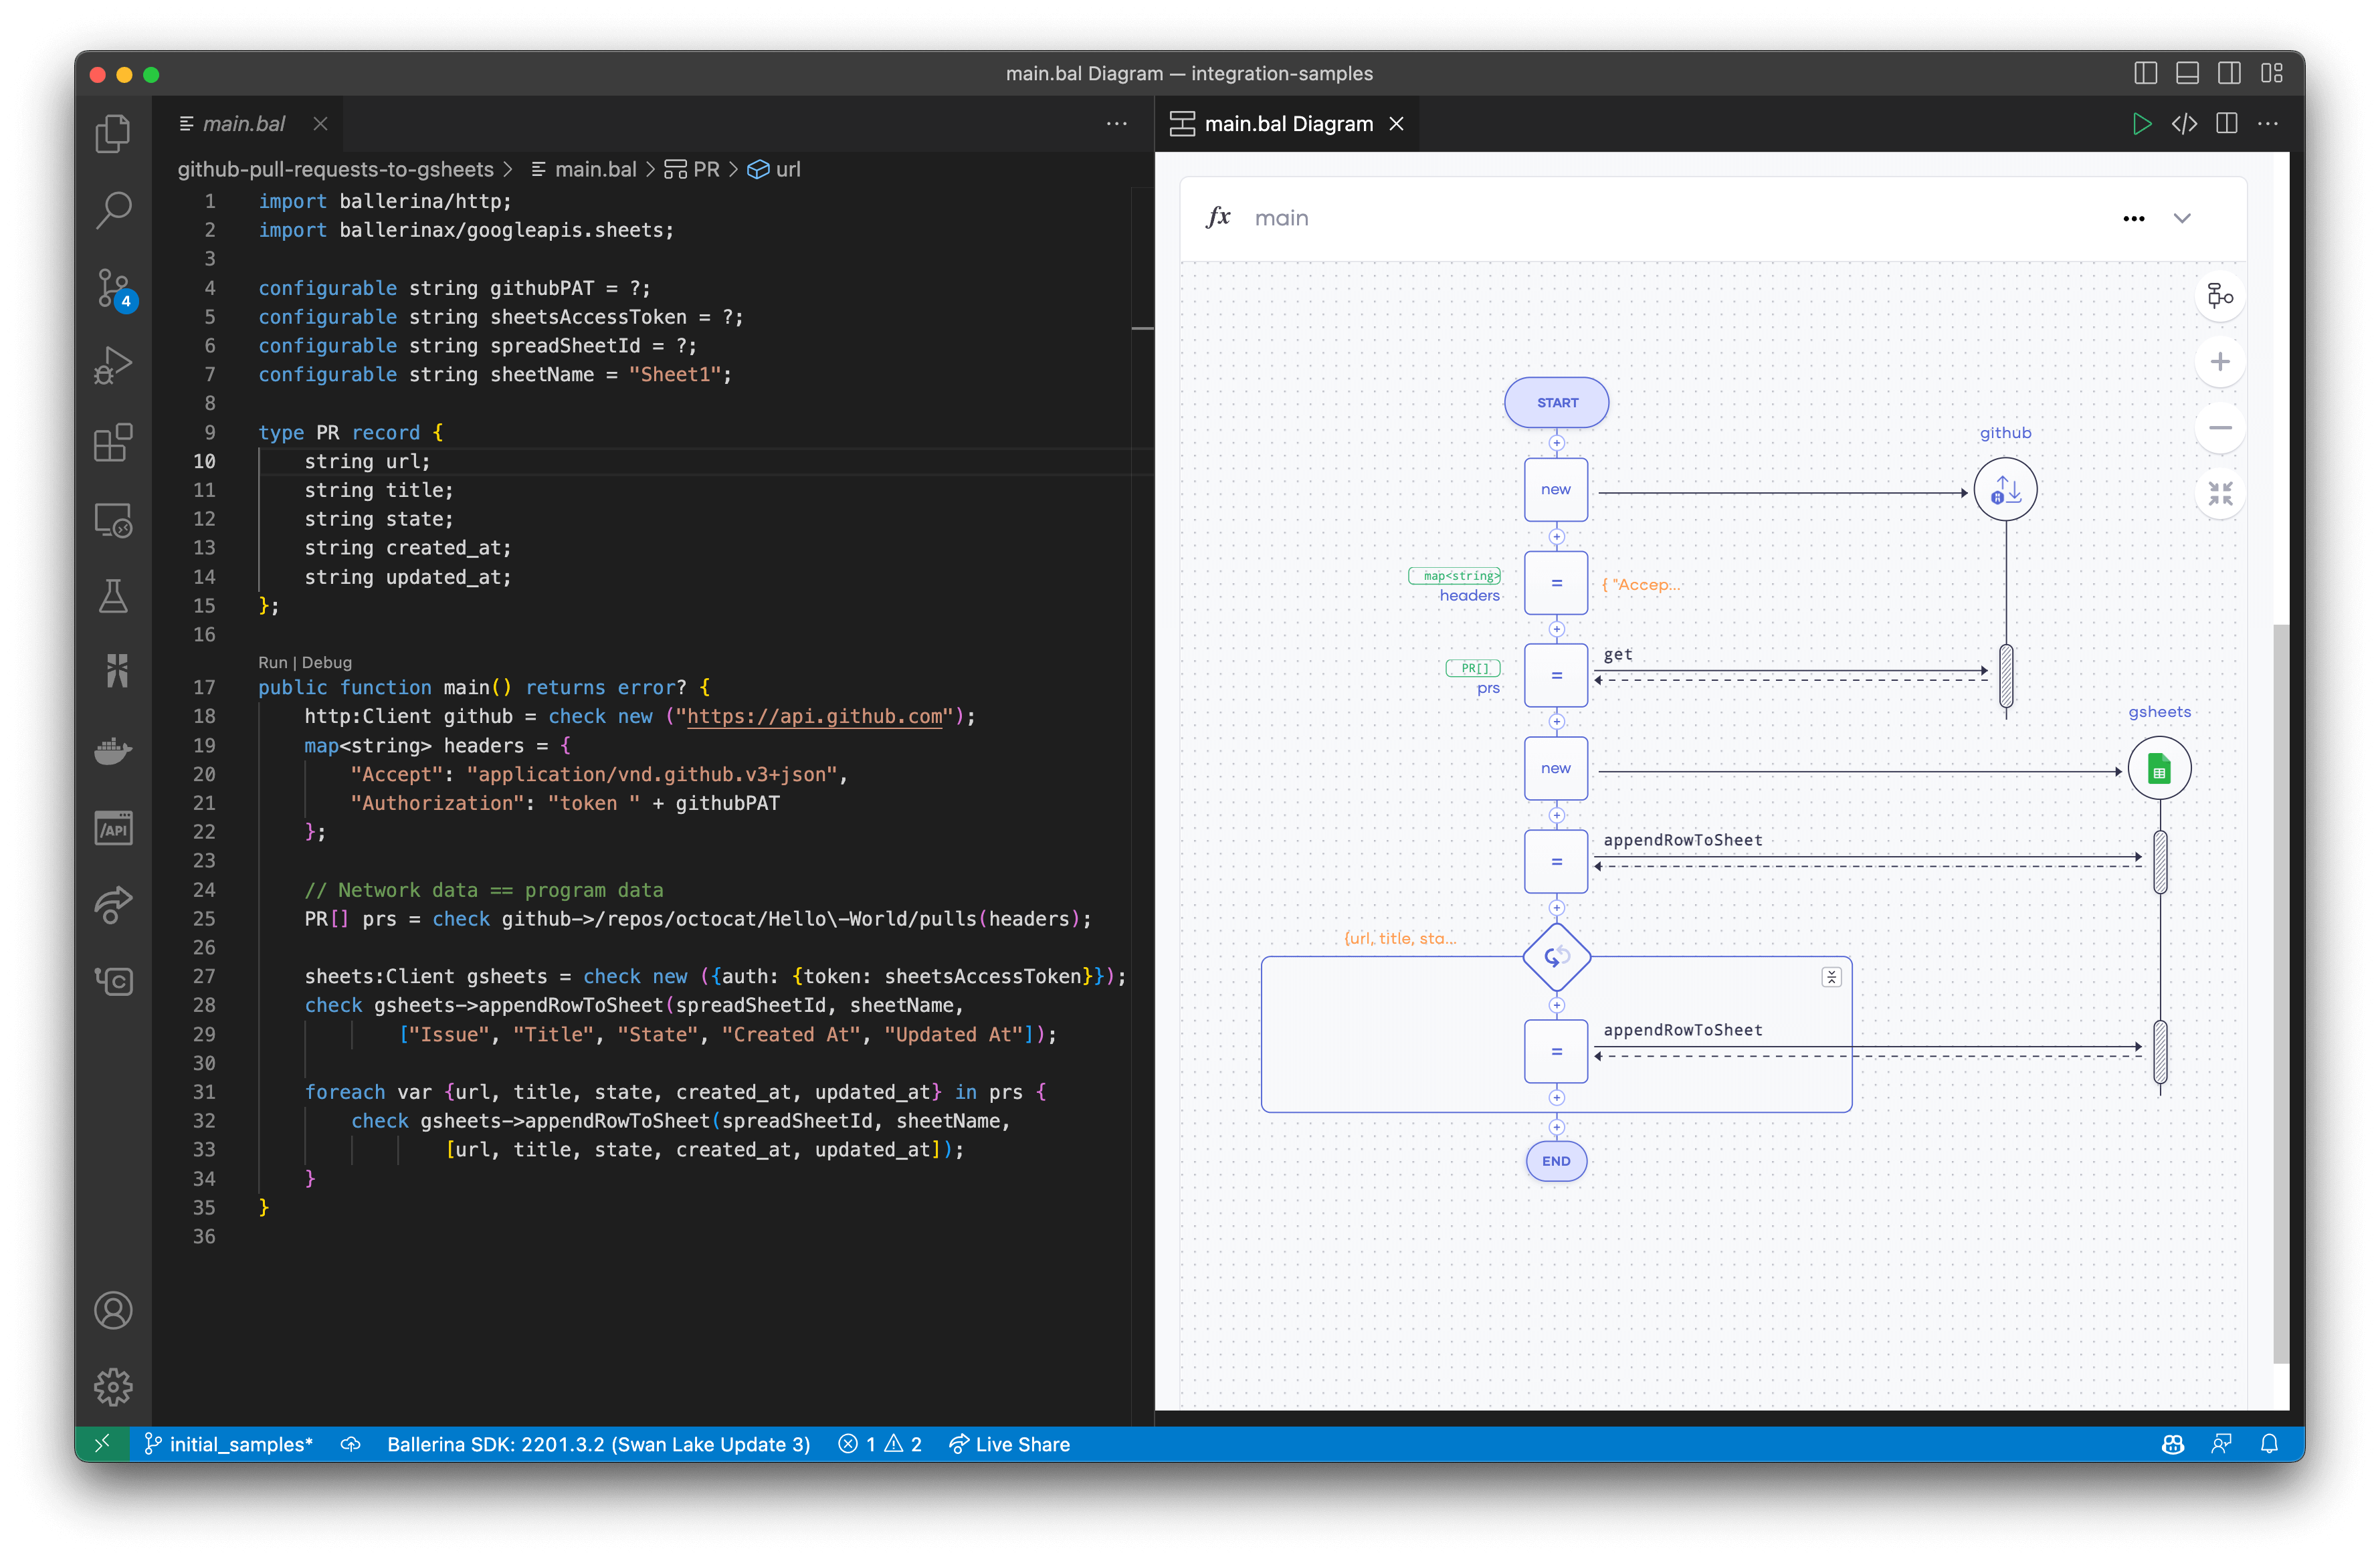 main.bal Diagram — integration-samples
main.bal
main.bal Diagram
github-pull-requests-to-gsheets > main.bal > PR > url
1 import ballerina/http;
2 import ballerinax/googleapis.sheets;
3
4 configurable string githubPAT = ?;
5 configurable string sheetsAccessToken = ?;
6 configurable string spreadSheetId = ?;
7 configurable string sheetName = "Sheet1";
8
9 type PR record {
10     string url;
11     string title;
12     string state;
13     string created_at;
14     string updated_at;
15 };
16
Run | Debug
17 public function main() returns error? {
18     http:Client github = check new ("https://api.github.com");
19     map<string> headers = {
20         "Accept": "application/vnd.github.v3+json",
21         "Authorization": "token " + githubPAT
22     };
23
24     // Network data == program data
25     PR[] prs = check github->/repos/octocat/Hello\-World/pulls(headers);
26
27     sheets:Client gsheets = check new ({auth: {token: sheetsAccessToken}});
28     check gsheets->appendRowToSheet(spreadSheetId, sheetName,
29             ["Issue", "Title", "State", "Created At", "Updated At"]);
30
31     foreach var {url, title, state, created_at, updated_at} in prs {
32         check gsheets->appendRowToSheet(spreadSheetId, sheetName,
33                 [url, title, state, created_at, updated_at]);
34     }
35 }
36
4
/API
fx main
START
github
new
map<string>
headers
=
{ "Accep...
PR[]
prs
=
get
gsheets
new
appendRowToSheet
=
{url, title, sta...
appendRowToSheet
=
END
initial_samples*
Ballerina SDK: 2201.3.2 (Swan Lake Update 3)
1
2
Live Share